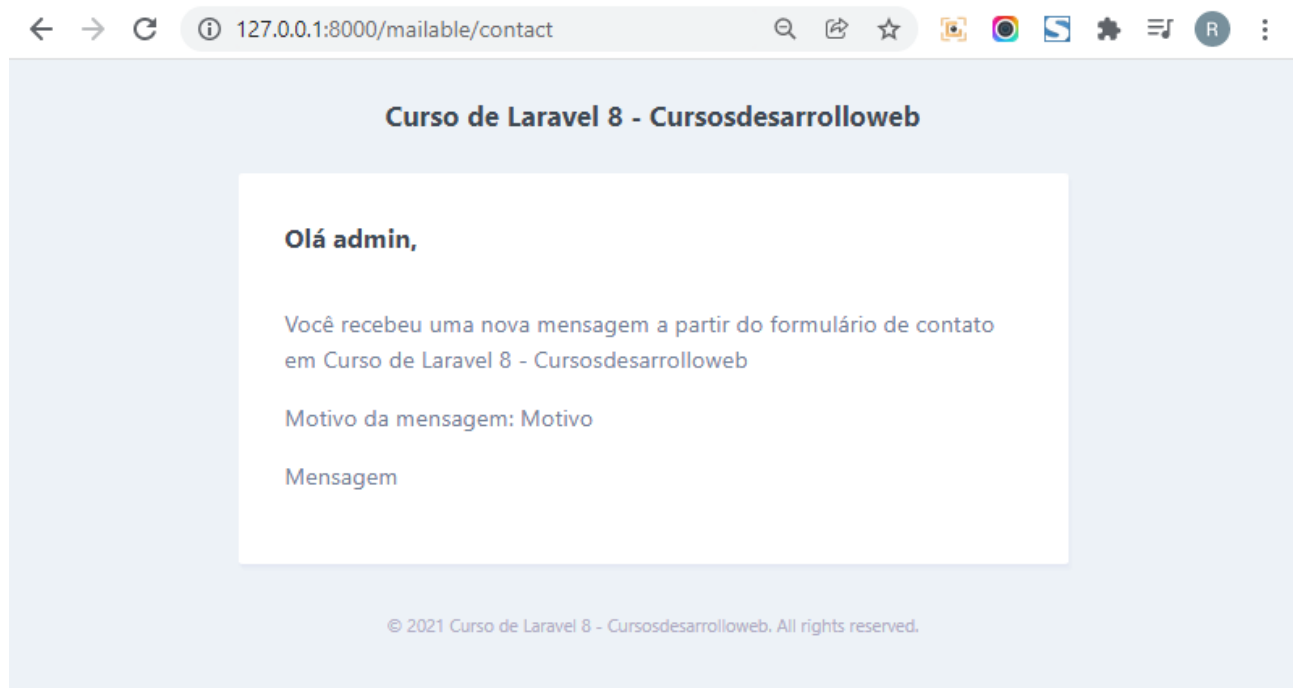 127.0.0.1:8000/mailable/contact
R
Curso de Laravel 8 - Cursosdesarrolloweb
Olá admin,
Você recebeu uma nova mensagem a partir do formulário de contato
em Curso de Laravel 8 - Cursosdesarrolloweb
Motivo da mensagem: Motivo
Mensagem
© 2021 Curso de Laravel 8 - Cursosdesarrolloweb. All rights reserved.